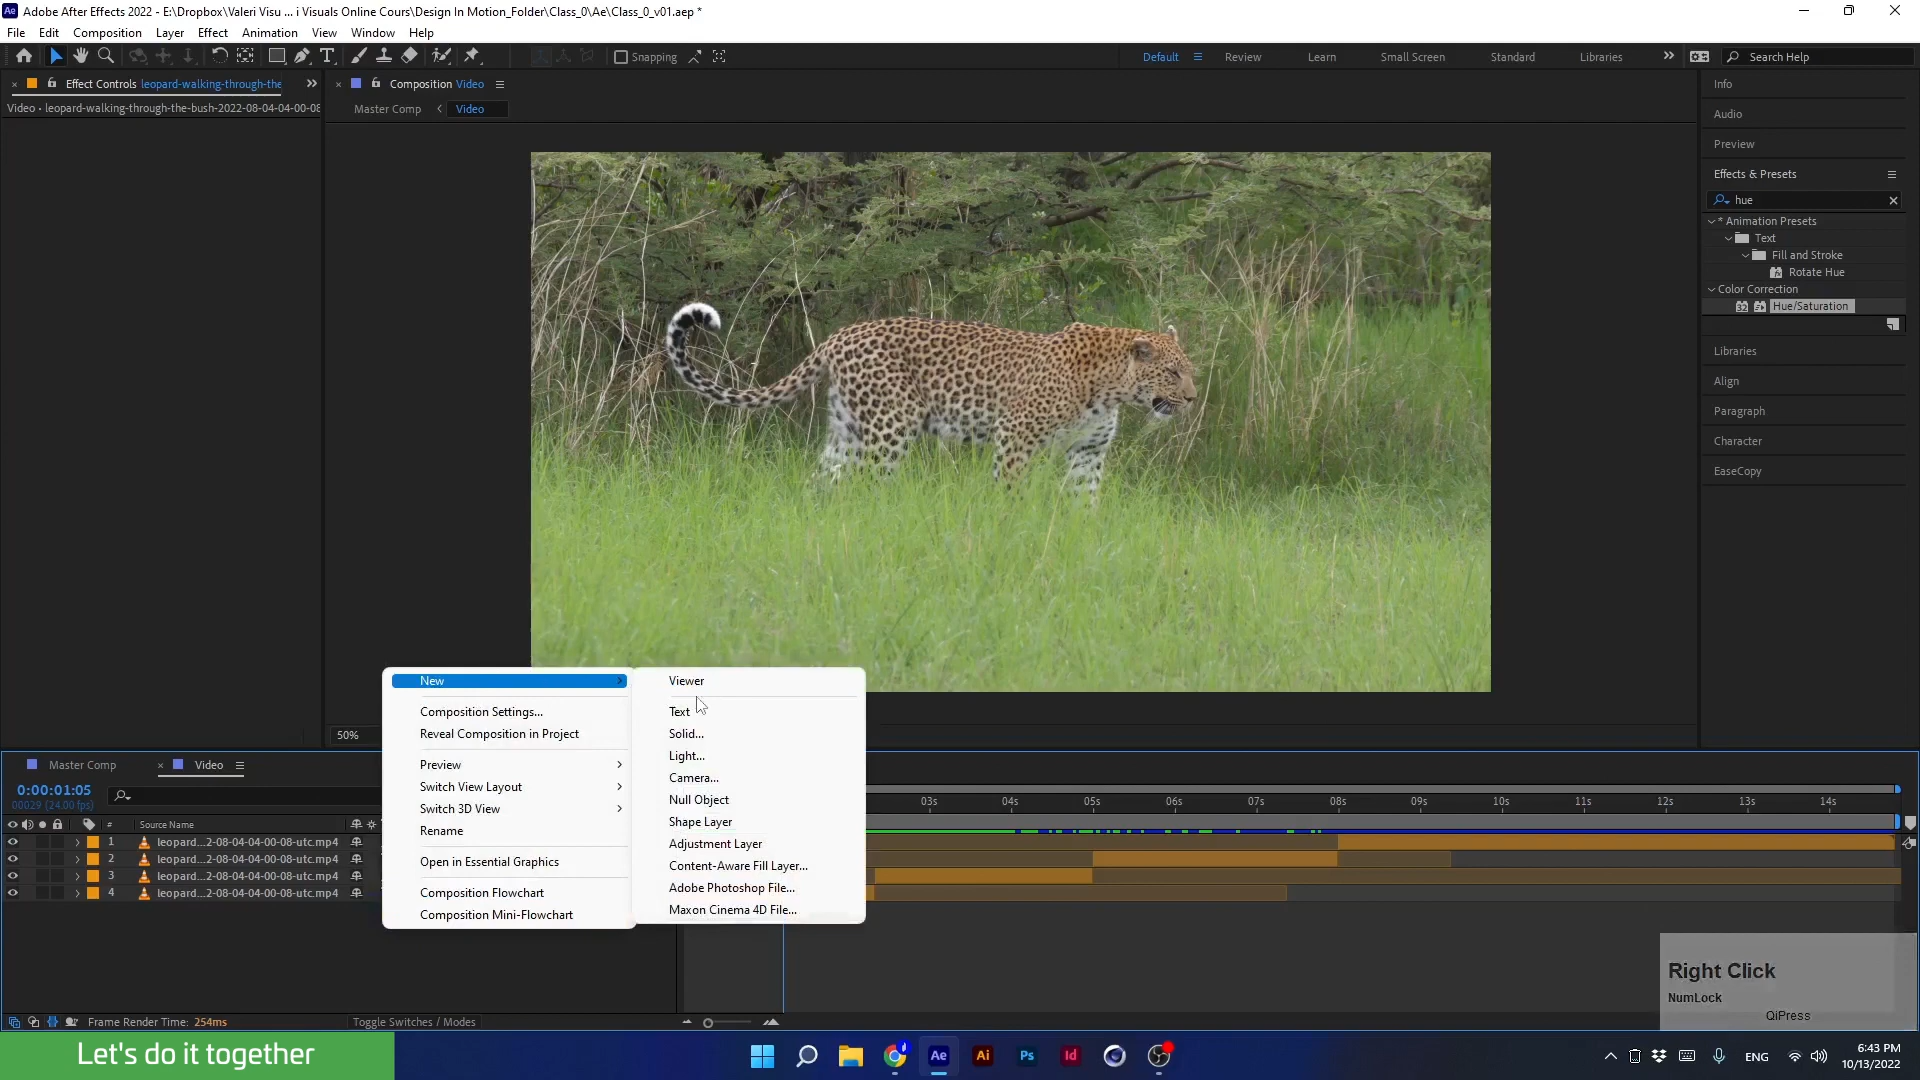 Adobe After Effects 2022 - E:\Dropbox\Valeri Visu ... i Visuals Online Cours\Design In Motion_Folder\Class_0\Ae\Class_0_v01.aep *
File Edit Composition Layer Effect Animation View Window Help
Snapping Default Review Learn Small Screen Standard Libraries Search Help
Effect Controls leopard-walking-through-the
Composition Video
Info
Video • leopard-walking-through-the-bush-2022-08-04-04-00-08
Master Comp Video
Audio
Preview
Effects & Presets
hue
* Animation Presets
Text
Fill and Stroke
Rotate Hue
Color Correction
Hue/Saturation
Libraries
Align
Paragraph
Character
EaseCopy
New
Composition Settings...
Reveal Composition in Project
Preview
Switch View Layout
Switch 3D View
Rename
Open in Essential Graphics
Composition Flowchart
Composition Mini-Flowchart
Viewer
Text
Solid...
Light...
Camera...
Null Object
Shape Layer
Adjustment Layer
Content-Aware Fill Layer...
Adobe Photoshop File...
Maxon Cinema 4D File...
50%
Master Comp Video
0:00:01:05
00029 (24.00 fps)
03s 04s 05s 06s 07s 08s 09s 10s 11s 12s 13s 14s
# Source Name
1 leopard...2-08-04-04-00-08-utc.mp4
2 leopard...2-08-04-04-00-08-utc.mp4
3 leopard...2-08-04-04-00-08-utc.mp4
4 leopard...2-08-04-04-00-08-utc.mp4
Right Click
NumLock
QiPress
Frame Render Time: 254ms
Toggle Switches / Modes
Let's do it together
Ae Ai Ps Id
ENG
6:43 PM
10/13/2022